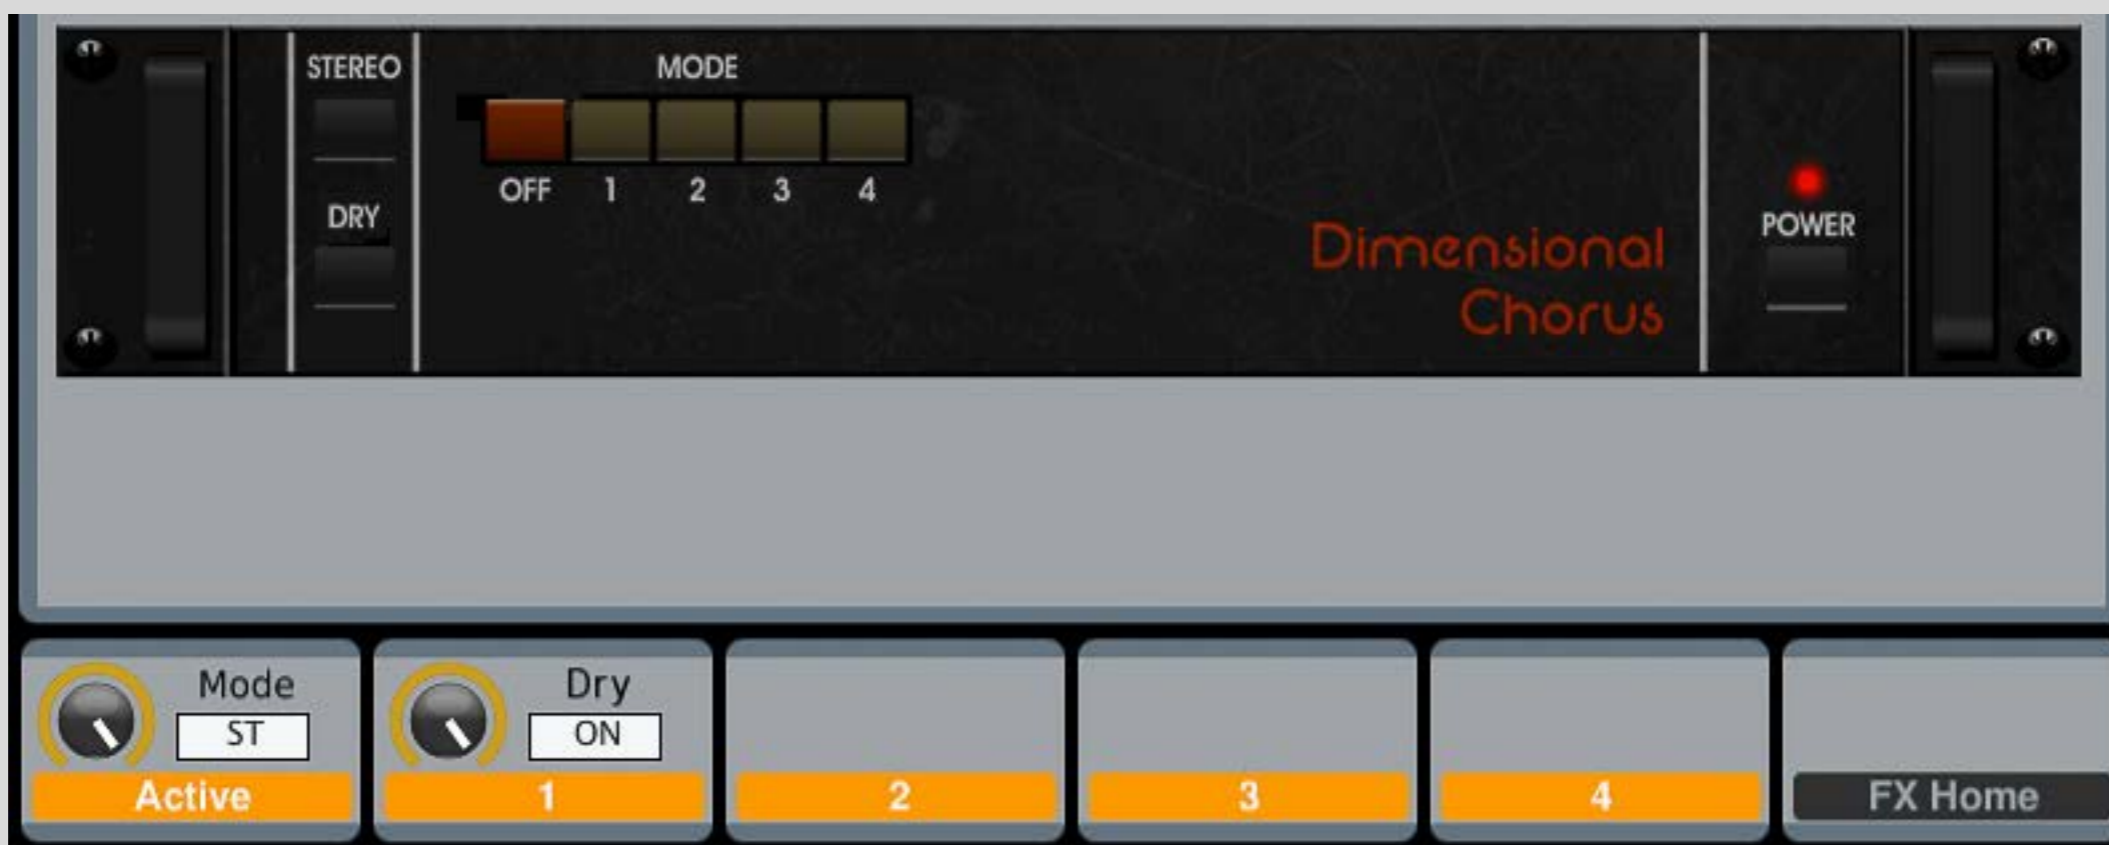 STEREO
MODE
OFF 1 2 3 4
DRY
POWER
Dimensional
Chorus
Mode
ST
Active
Dry
ON
1
2
3
4
FX Home